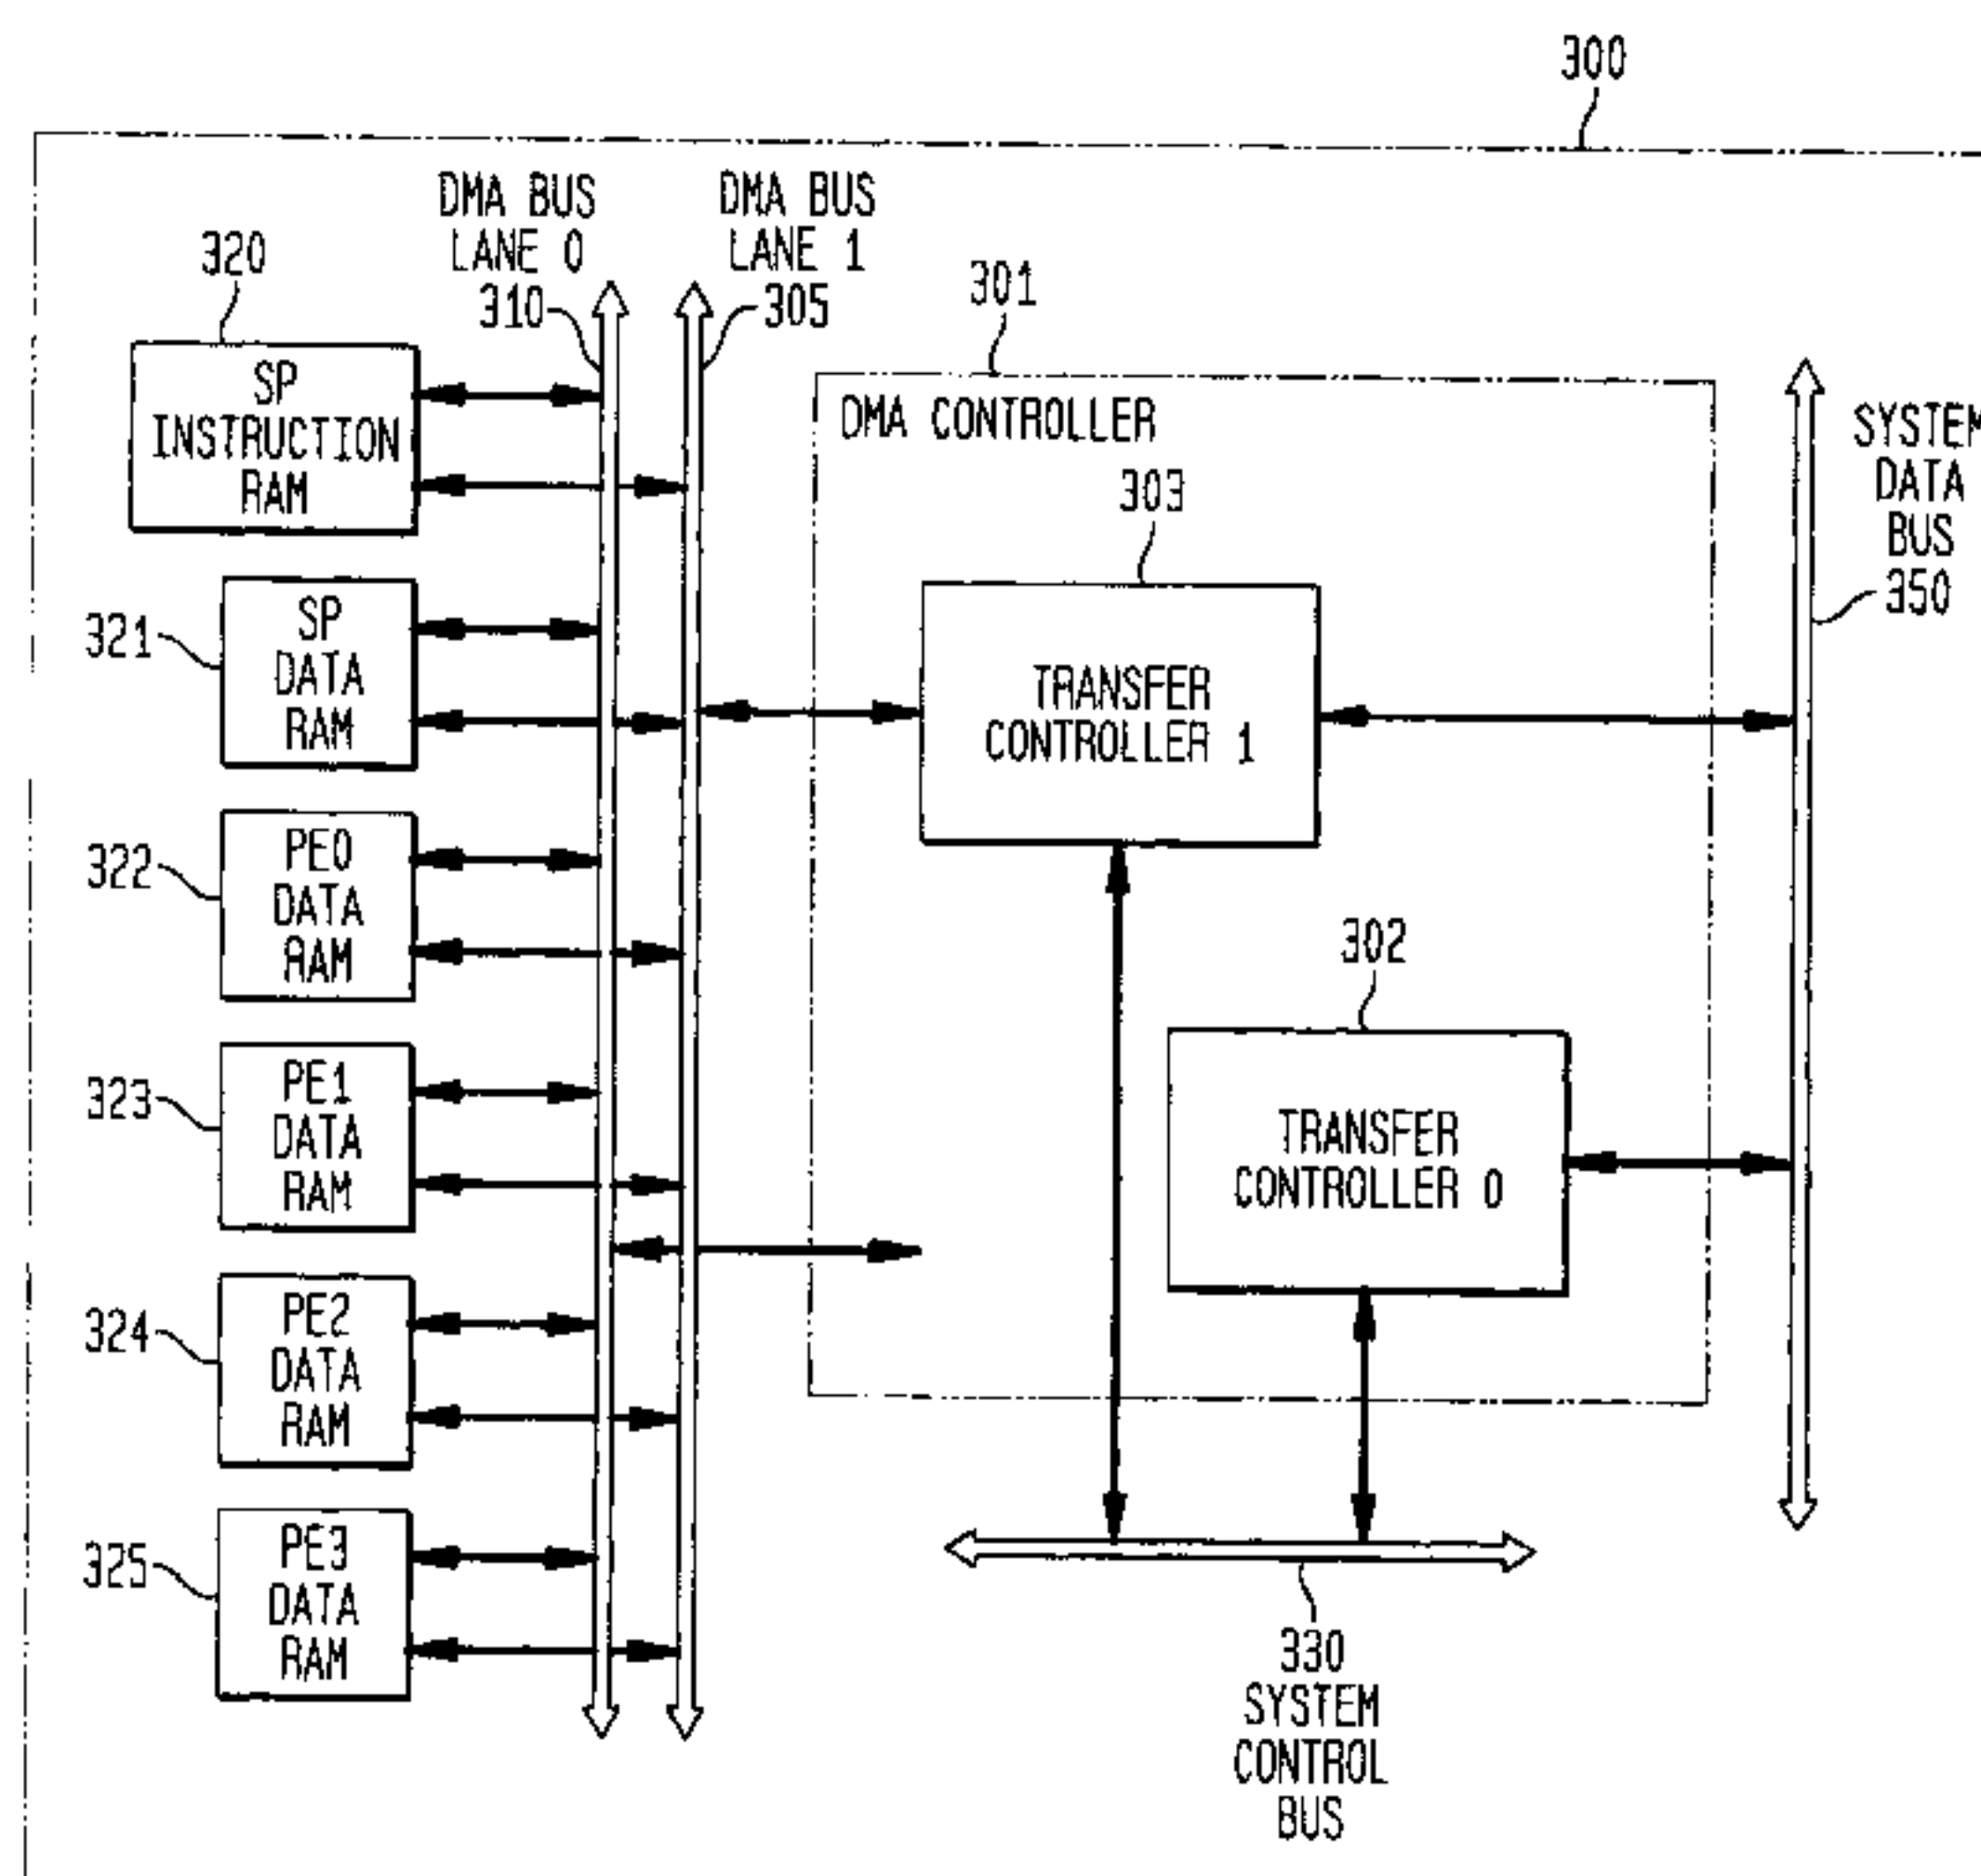 300
DMA BUS
LANE 0
310
DMA BUS
LANE 1
305
320
SP
INSTRUCTION
RAM
301
DMA CONTROLLER
303
TRANSFER
CONTROLLER 1
SYSTEM
DATA
BUS
350
321
SP
DATA
RAM
322
PE0
DATA
RAM
302
TRANSFER
CONTROLLER 0
323
PE1
DATA
RAM
324
PE2
DATA
RAM
325
PE3
DATA
RAM
330
SYSTEM
CONTROL
BUS